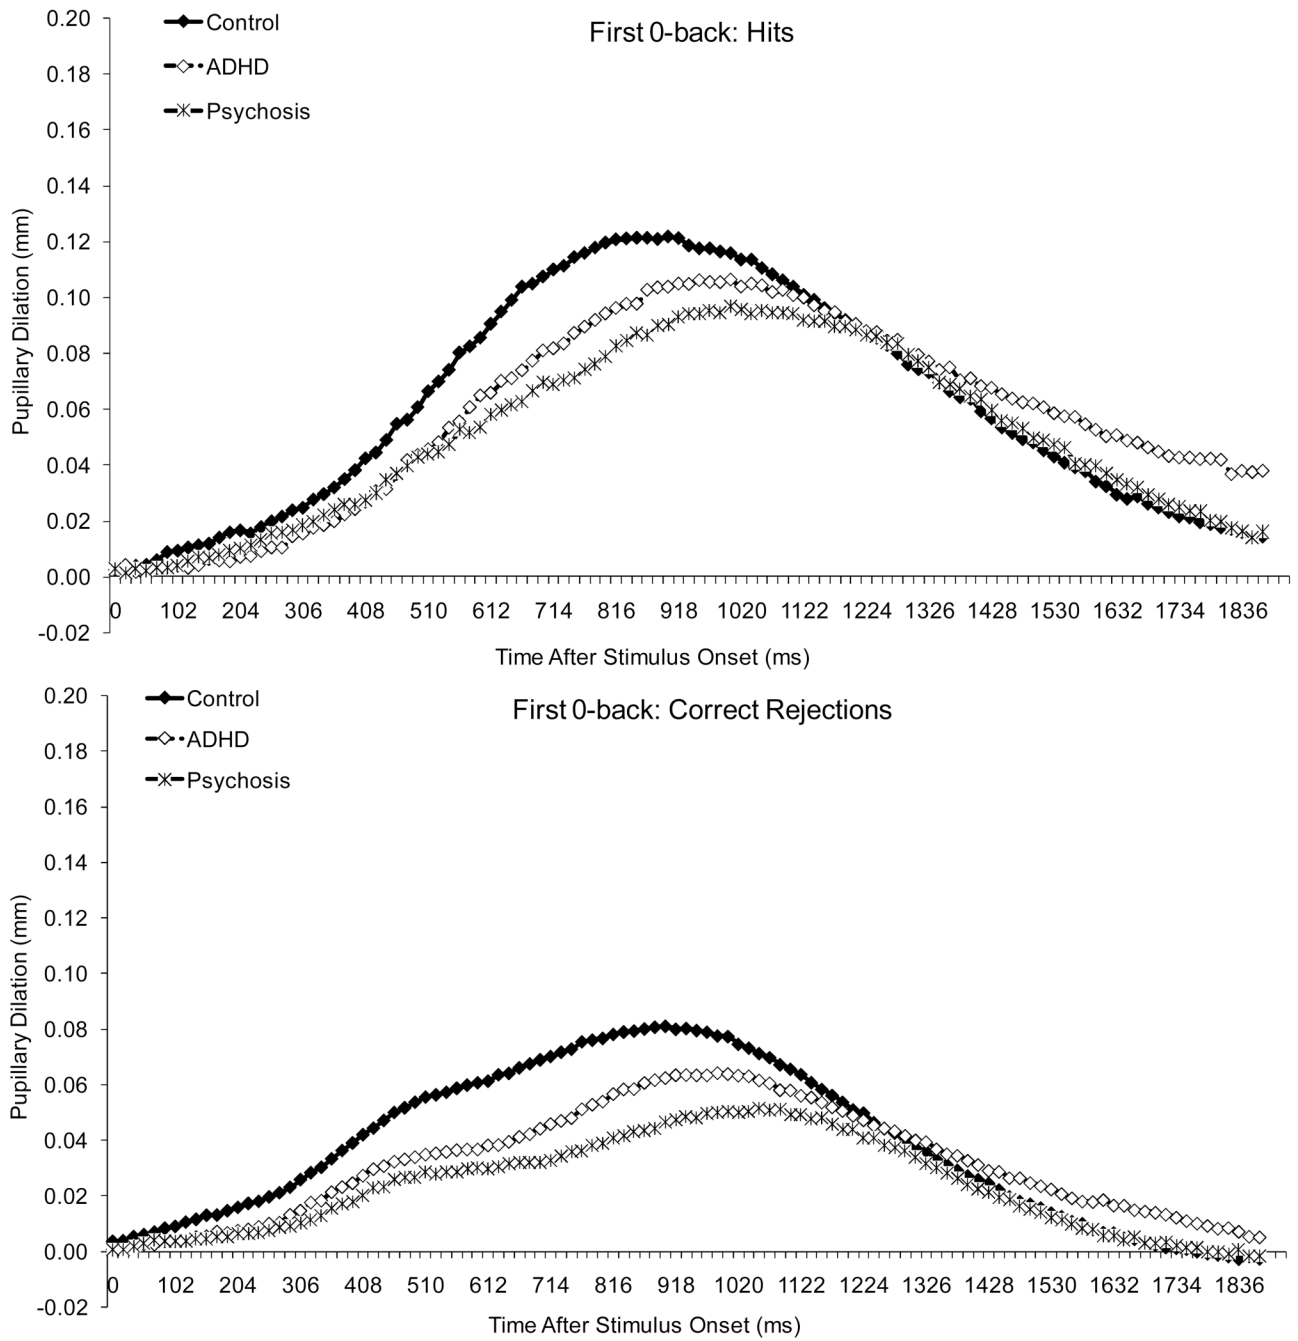 First 0-back: Hits
Control
ADHD
Psychosis
Pupillary Dilation (mm)
0.20
0.18
0.16
0.14
0.12
0.10
0.08
0.06
0.04
0.02
0.00
-0.02
0 102 204 306 408 510 612 714 816 918 1020 1122 1224 1326 1428 1530 1632 1734 1836
Time After Stimulus Onset (ms)
First 0-back: Correct Rejections
Control
ADHD
Psychosis
Pupillary Dilation (mm)
0.20
0.18
0.16
0.14
0.12
0.10
0.08
0.06
0.04
0.02
0.00
-0.02
0 102 204 306 408 510 612 714 816 918 1020 1122 1224 1326 1428 1530 1632 1734 1836
Time After Stimulus Onset (ms)